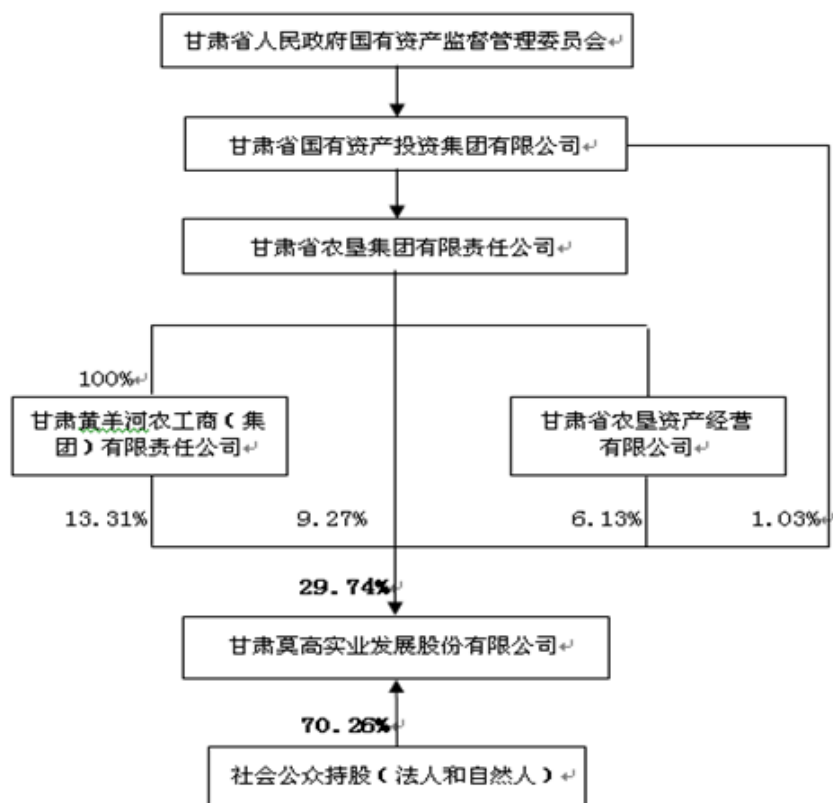 甘肃省人民政府国有资产监督管理委员会
甘肃省国有资产投资集团有限公司
甘肃省农垦集团有限责任公司
100%
甘肃黄羊河农工商（集
团）有限责任公司
甘肃省农垦资产经营
有限公司
13.31%
9.27%
6.13%
1.03%
29.74%
甘肃莫高实业发展股份有限公司
70.26%
社会公众持股（法人和自然人）